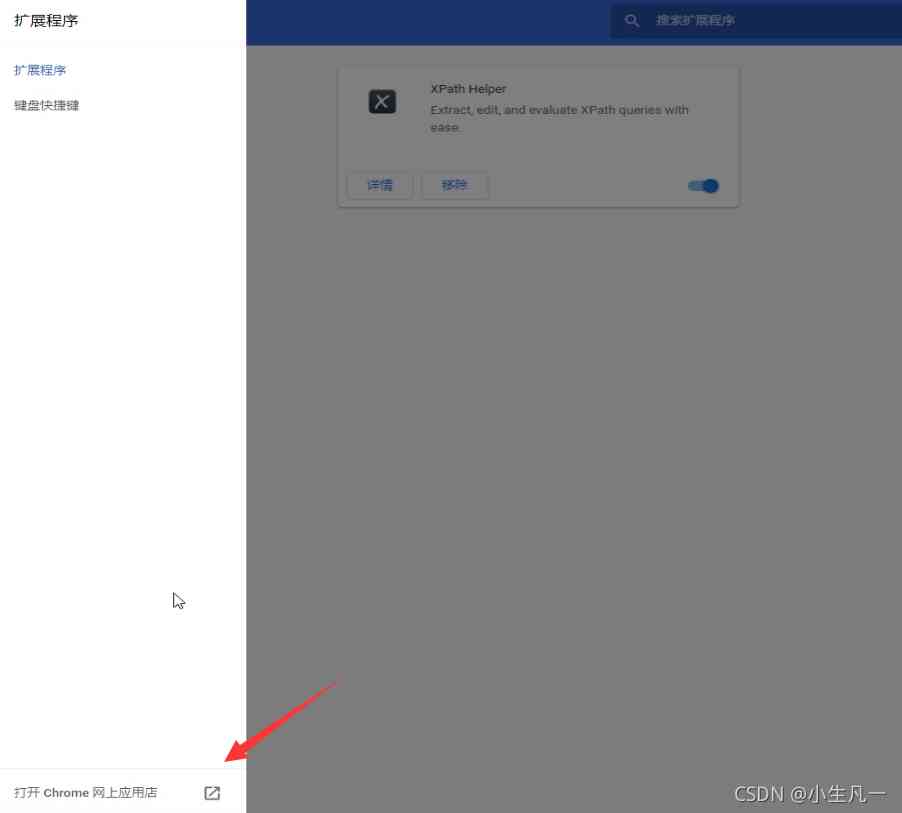 扩展程序
搜索扩展程序
扩展程序
键盘快捷键
XPath Helper
Extract, edit, and evaluate XPath queries with
ease.
详情
移除
打开 Chrome 网上应用店
CSDN @小生凡一